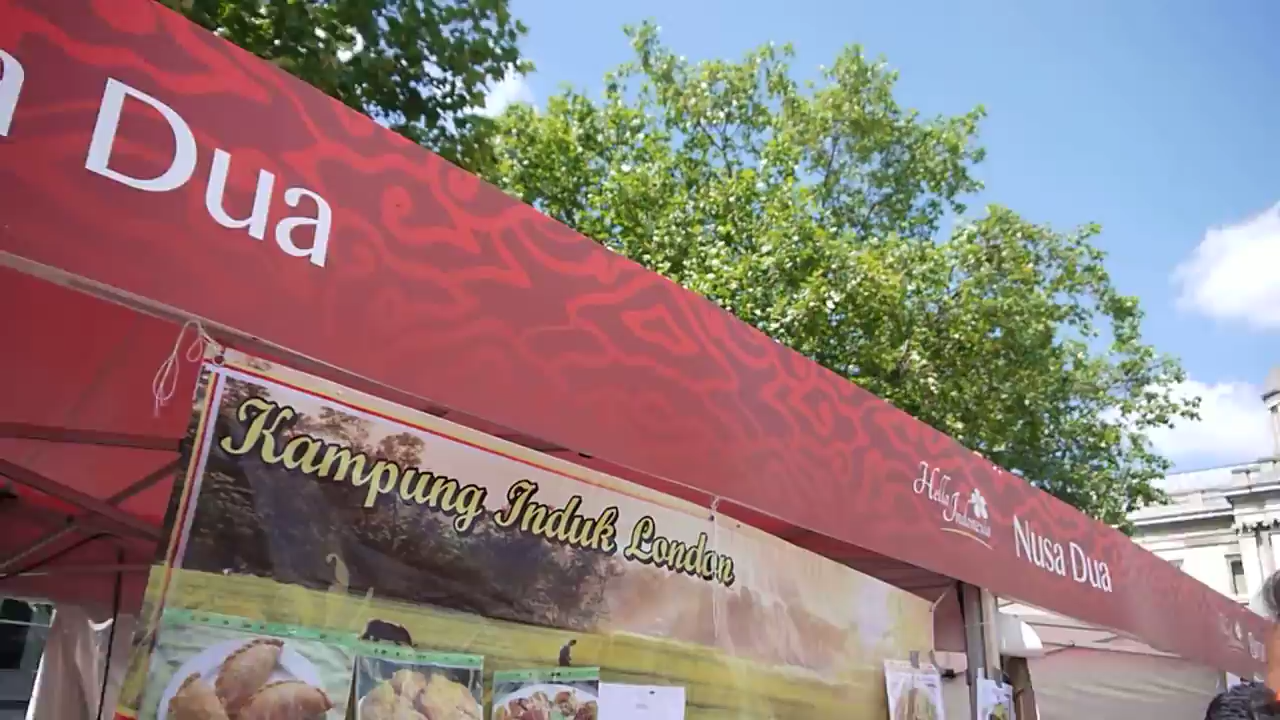 Dua
Kampung Induk London
Hello
Indonesia
Nusa Dua